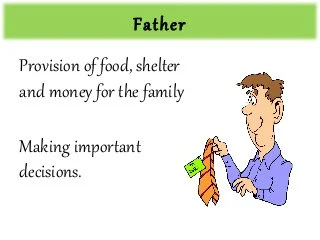 Father
Provision of food, shelter
and money for the family
Making important
decisions.